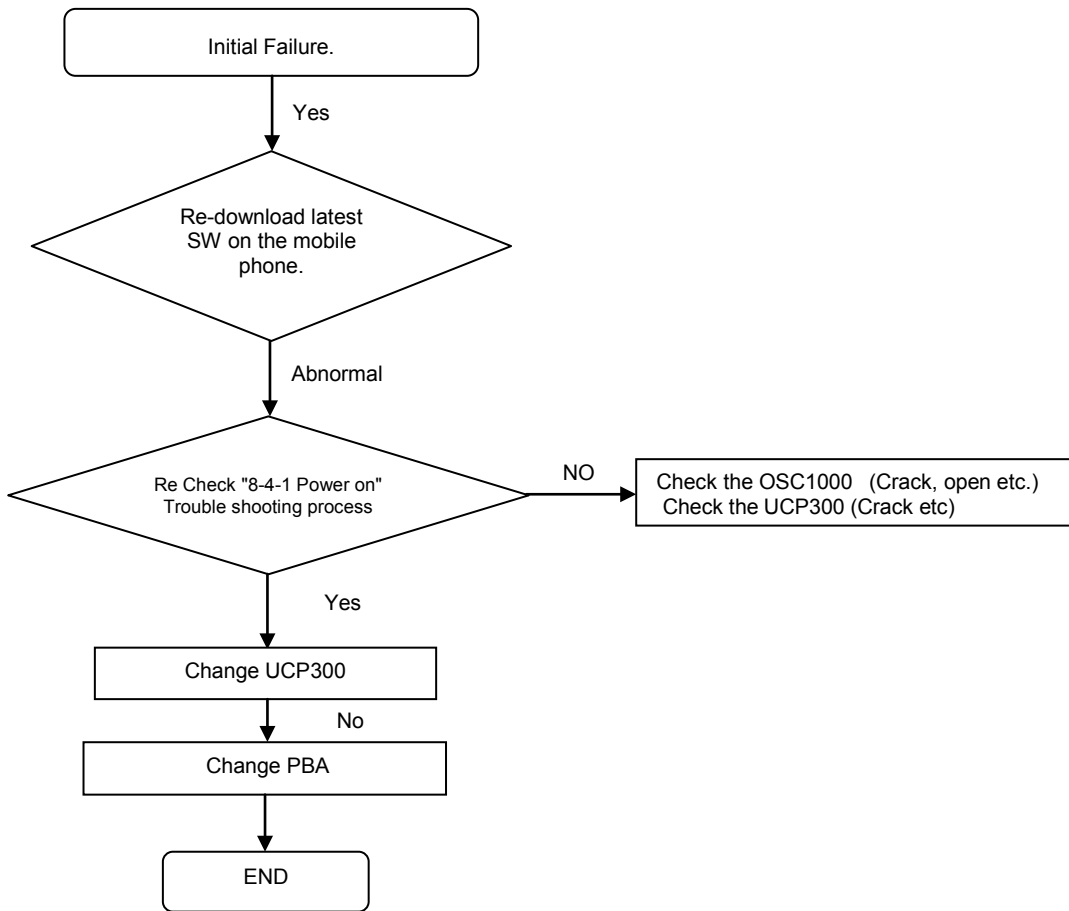 Initial Failure.
Yes
Re-download latest
SW on the mobile
phone.
Abnormal
Re Check "8-4-1 Power on"
Trouble shooting process
NO
Check the OSC1000 (Crack, open etc.)
Check the UCP300 (Crack etc)
Yes
Change UCP300
No
Change PBA
END